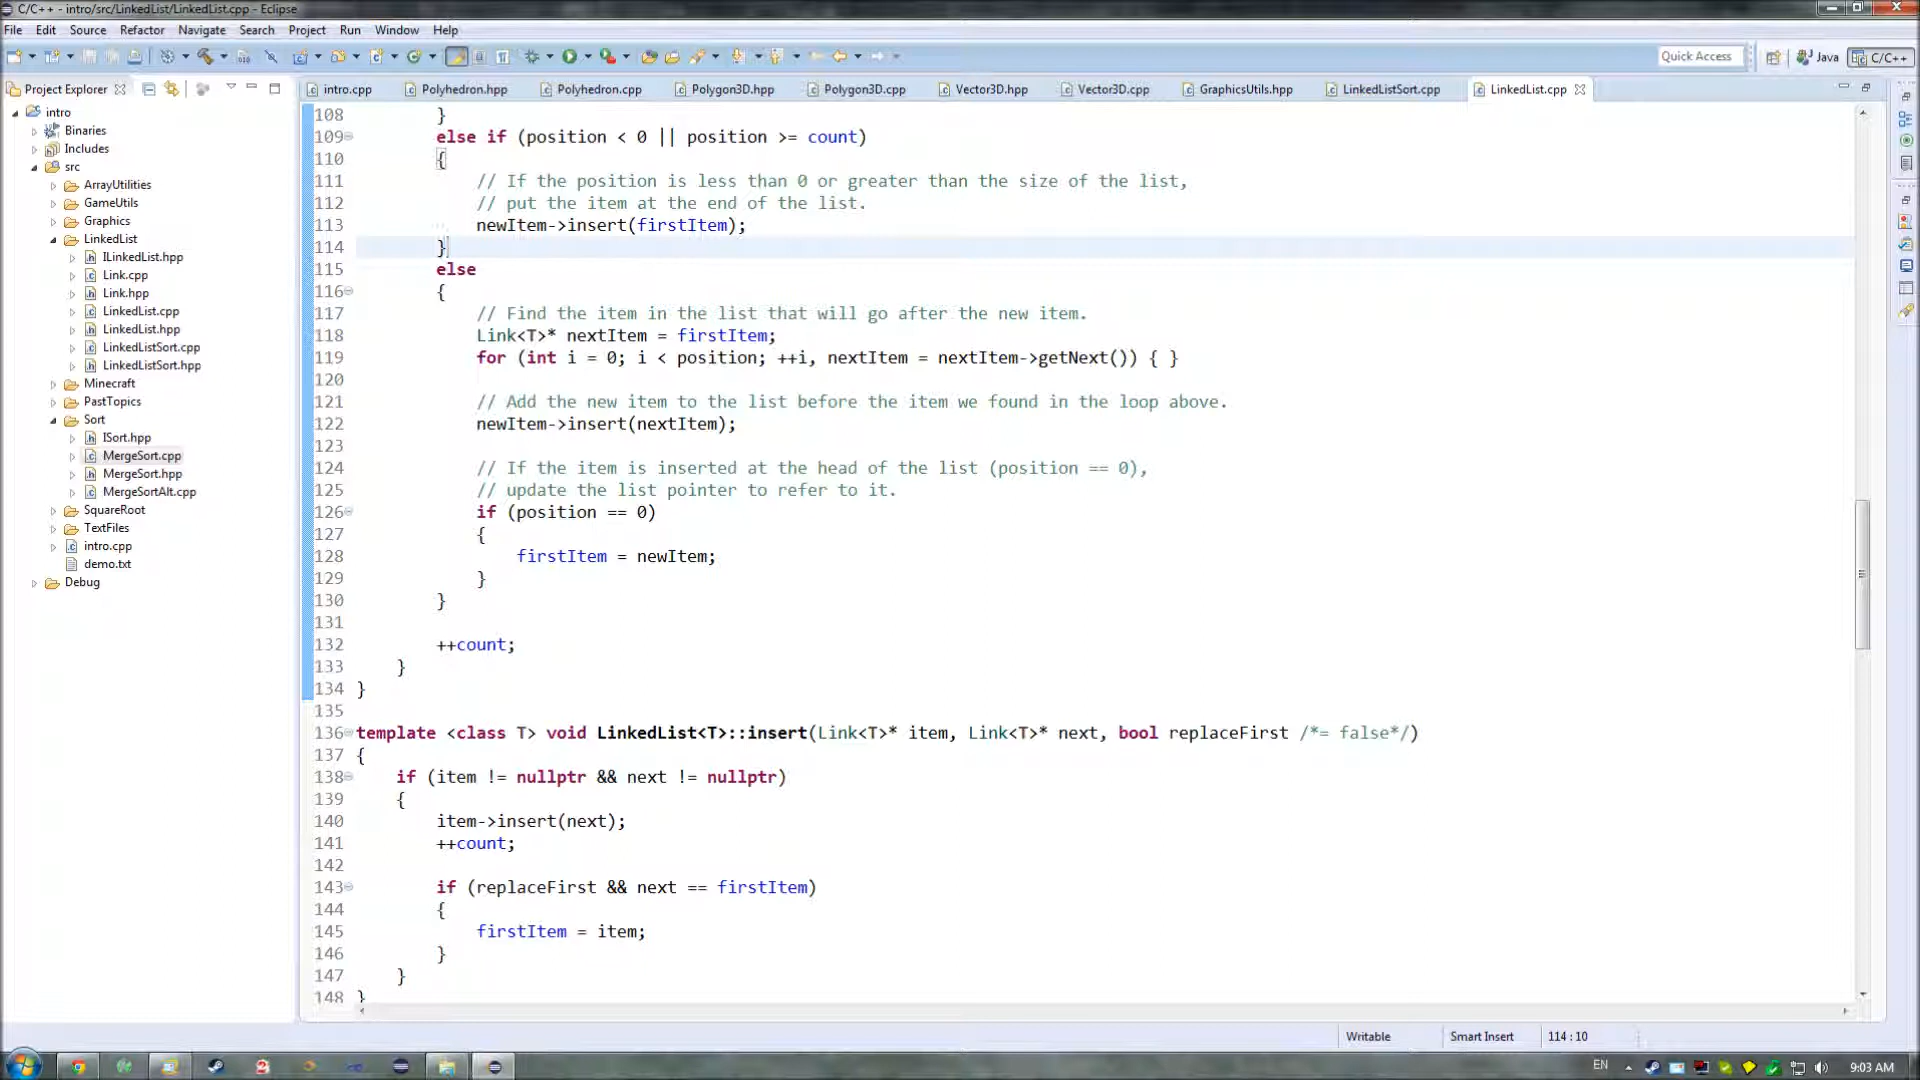 C/C++ - intro/src/LinkedList/LinkedList.cpp - Eclipse
File Edit Source Refactor Navigate Search Project Run Window Help
Quick Access Java C/C++
Project Explorer
intro.cpp Polyhedron.hpp Polyhedron.cpp Polygon3D.hpp Polygon3D.cpp Vector3D.hpp Vector3D.cpp GraphicsUtils.hpp LinkedListSort.cpp LinkedList.cpp
intro
Binaries
Includes
src
ArrayUtilities
GameUtils
Graphics
LinkedList
ILinkedList.hpp
Link.cpp
Link.hpp
LinkedList.cpp
LinkedList.hpp
LinkedListSort.cpp
LinkedListSort.hpp
Minecraft
PastTopics
Sort
ISort.hpp
MergeSort.cpp
MergeSort.hpp
MergeSortAlt.cpp
SquareRoot
TextFiles
intro.cpp
demo.txt
Debug
108 }
109 else if (position < 0 || position >= count)
110 {
111 // If the position is less than 0 or greater than the size of the list,
112 // put the item at the end of the list.
113 newItem->insert(firstItem);
114 }
115 else
116 {
117 // Find the item in the list that will go after the new item.
118 Link<T>* nextItem = firstItem;
119 for (int i = 0; i < position; ++i, nextItem = nextItem->getNext()) { }
120
121 // Add the new item to the list before the item we found in the loop above.
122 newItem->insert(nextItem);
123
124 // If the item is inserted at the head of the list (position == 0),
125 // update the list pointer to refer to it.
126 if (position == 0)
127 {
128 firstItem = newItem;
129 }
130 }
131
132 ++count;
133 }
134 }
135
136 template <class T> void LinkedList<T>::insert(Link<T>* item, Link<T>* next, bool replaceFirst /*= false*/)
137 {
138 if (item != nullptr && next != nullptr)
139 {
140 item->insert(next);
141 ++count;
142
143 if (replaceFirst && next == firstItem)
144 {
145 firstItem = item;
146 }
147 }
148 }
Writable Smart Insert 114 : 10
EN 9:03 AM